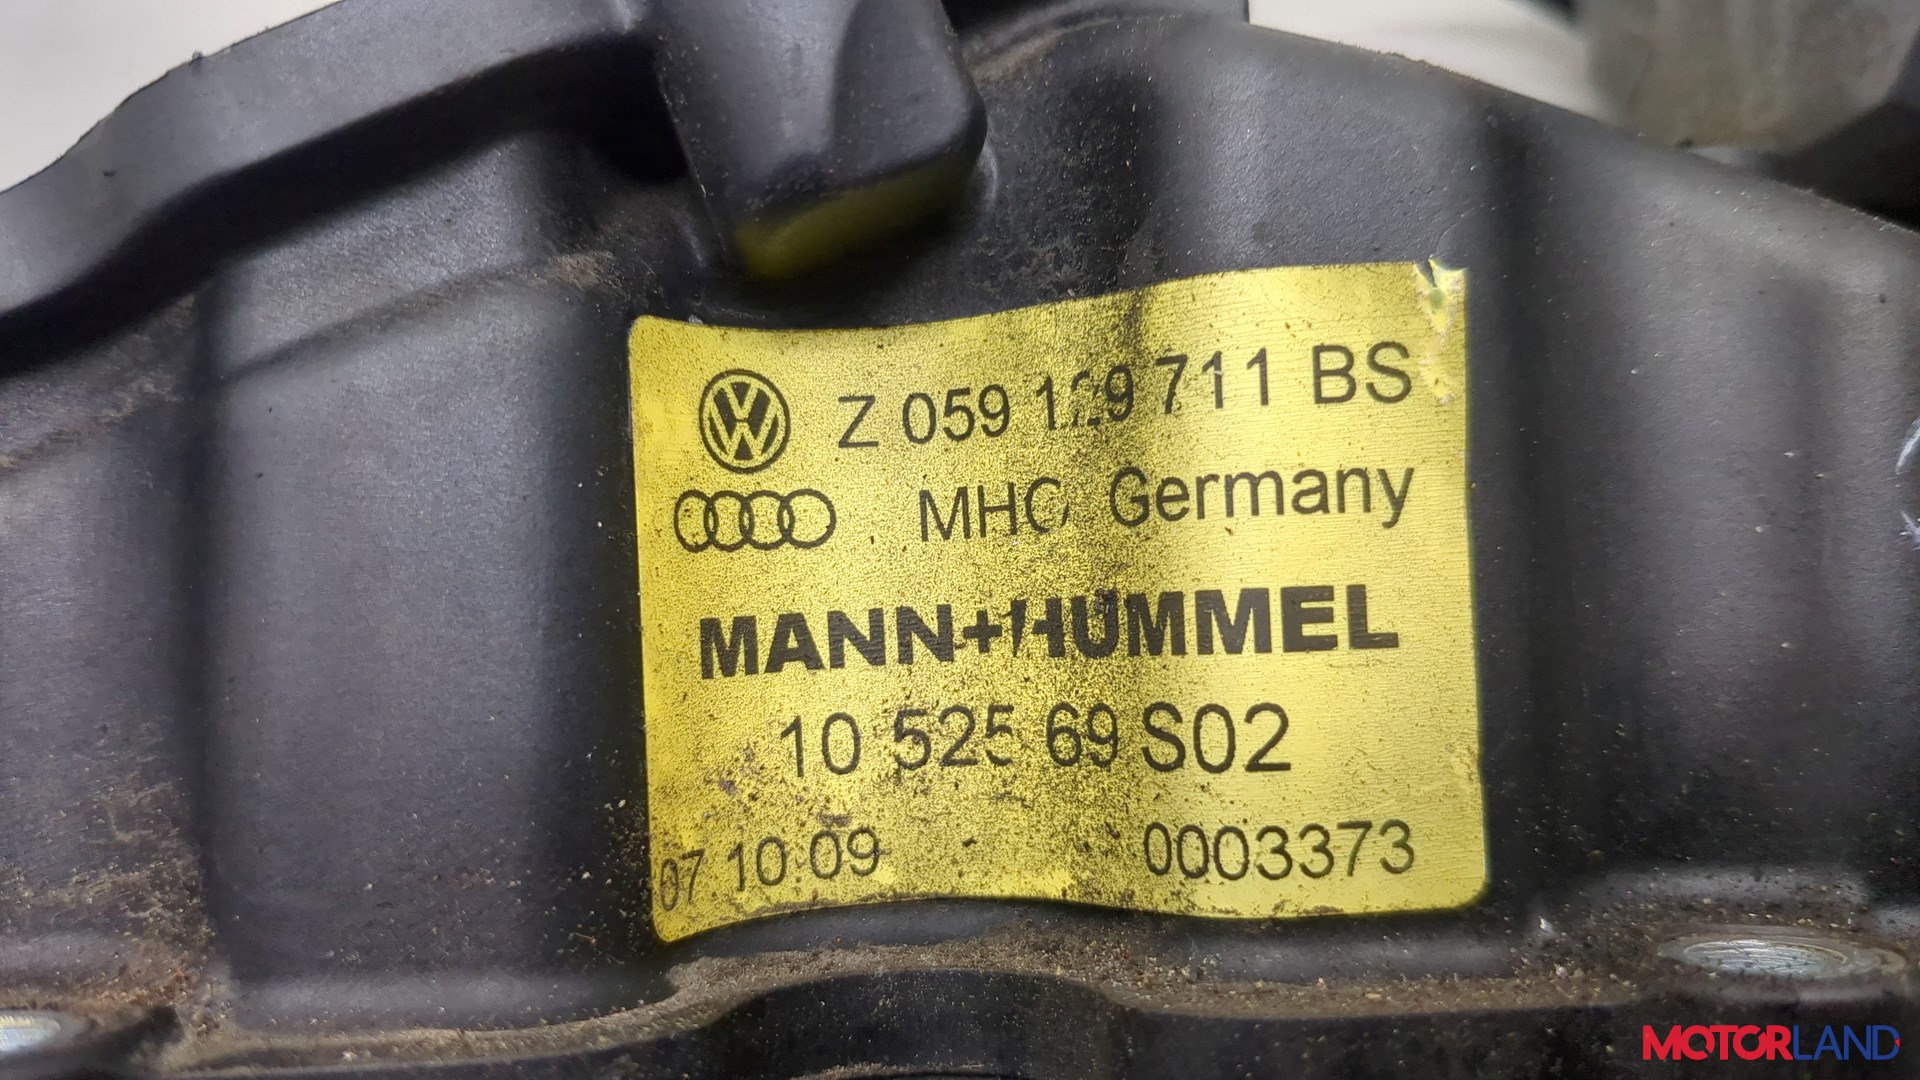 Z 059 129 711 BS
MHG Germany
MANN+HUMMEL
10 525 69 S02
07.10.09 0003373
MOTORLAND